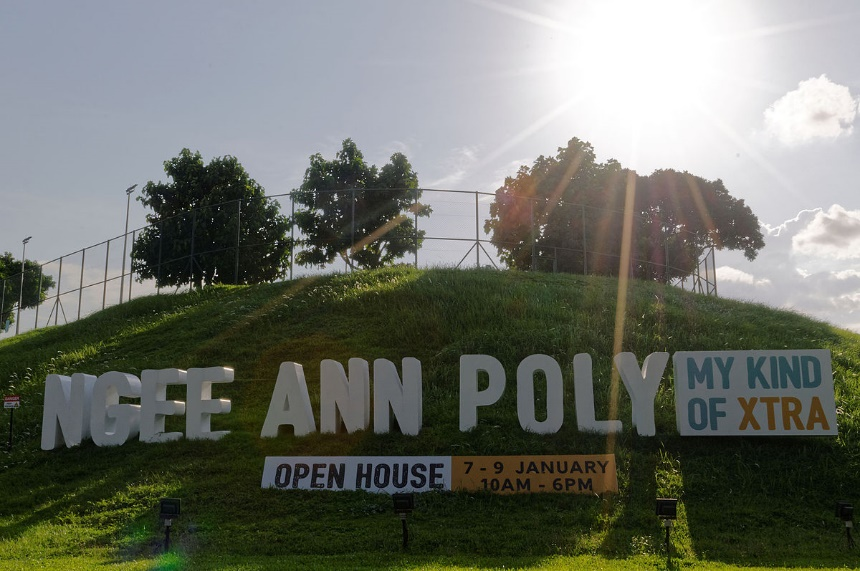 NGEE ANN POLY
MY KIND
OF XTRA
OPEN HOUSE
7 - 9 JANUARY
10AM - 6PM